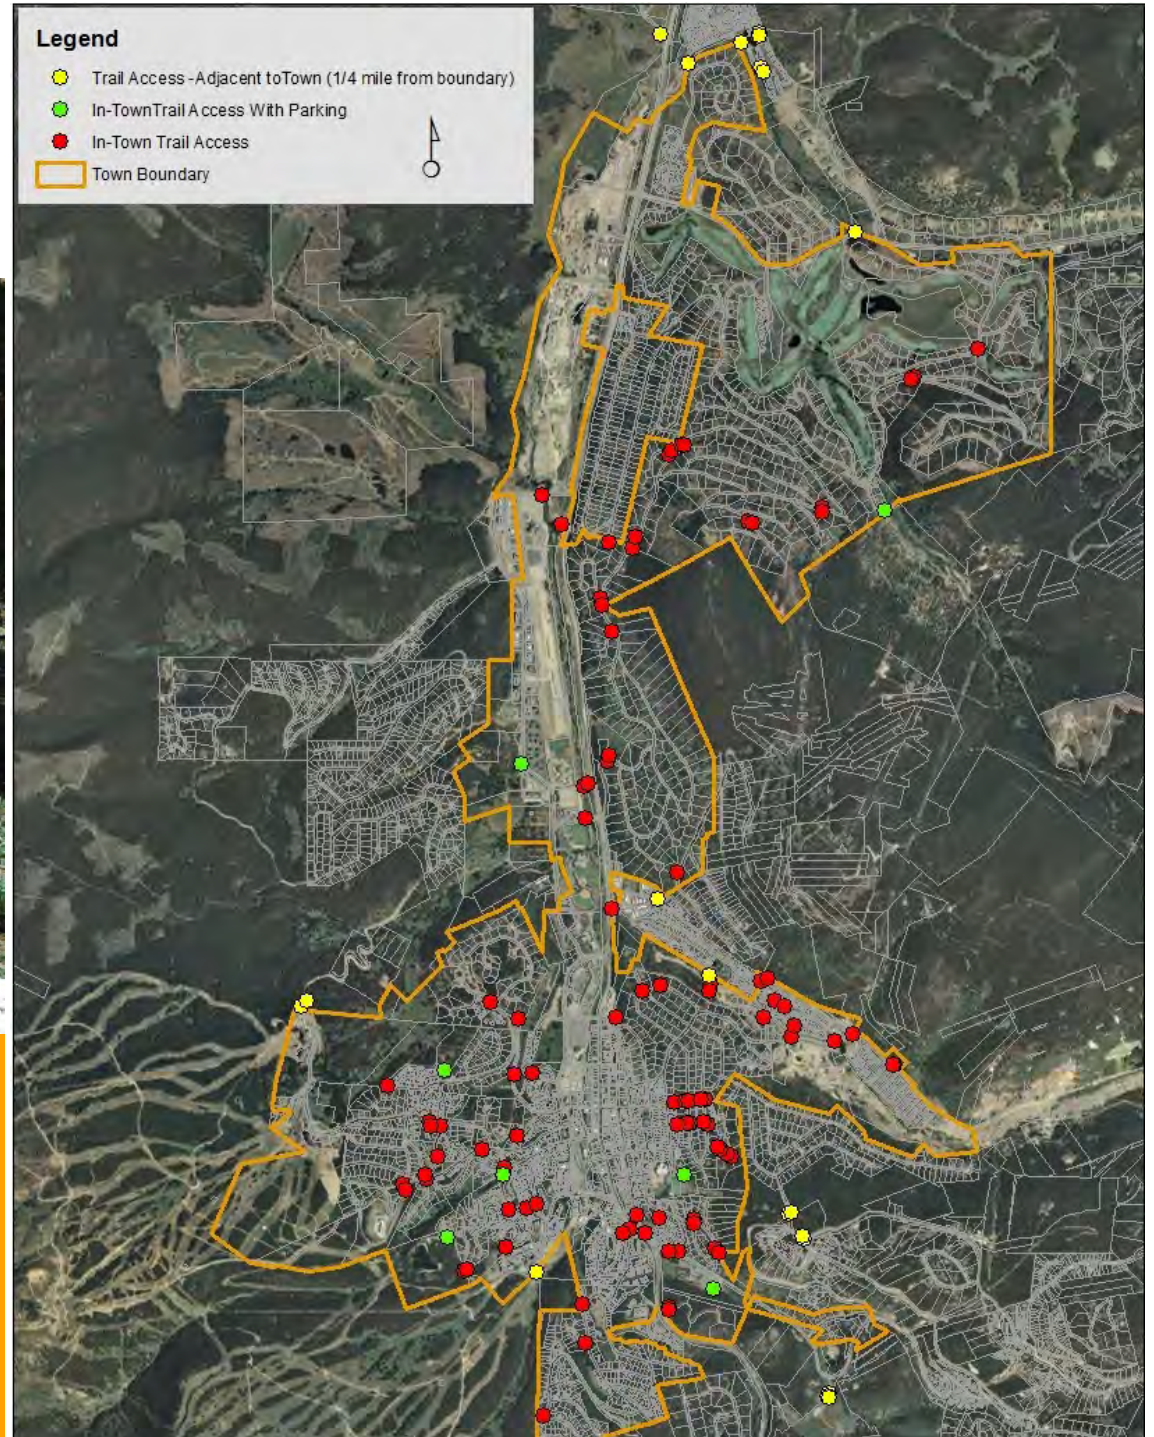 Legend
Trail Access -Adjacent toTown (1/4 mile from boundary)
In-TownTrail Access With Parking
In-Town Trail Access
Town Boundary